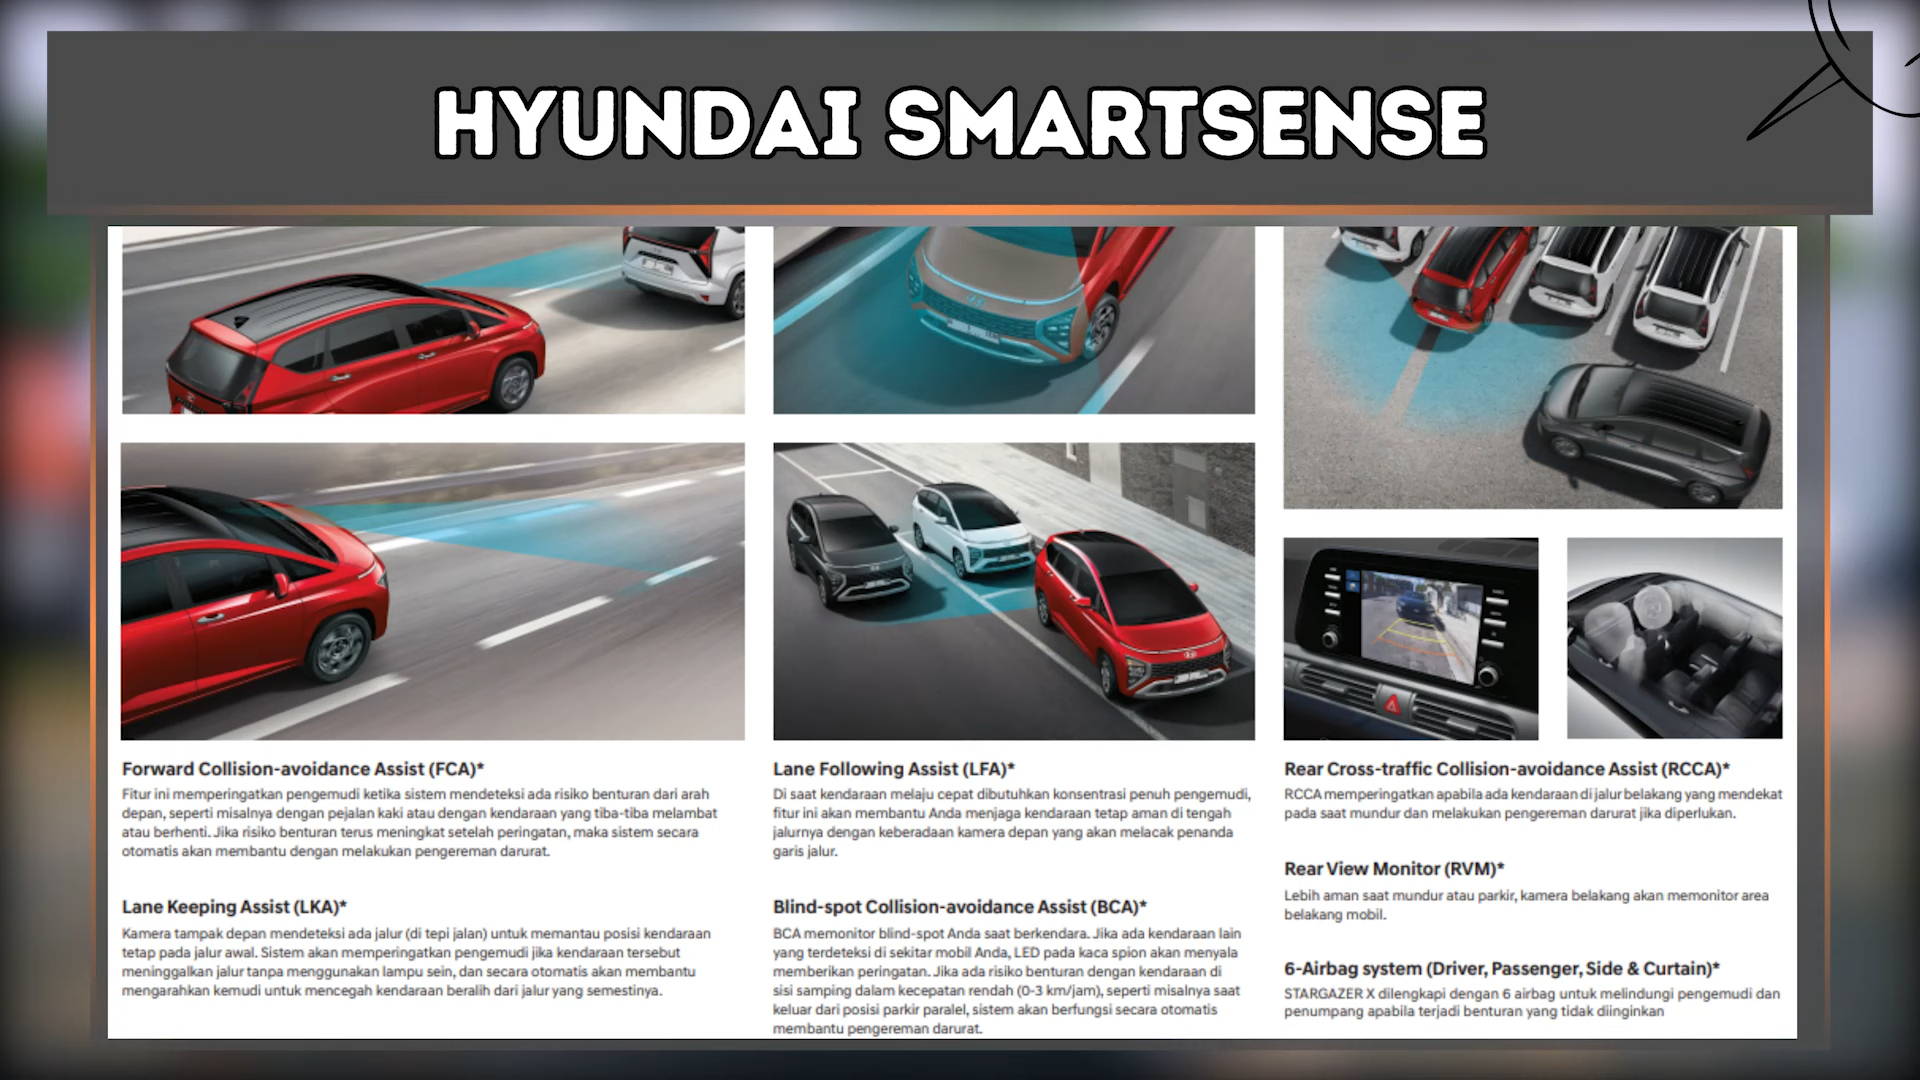 HYUNDAI SMARTSENSE
Forward Collision-avoidance Assist (FCA)*
Fitur ini memperingatkan pengemudi ketika sistem mendeteksi ada risiko benturan dari arah
depan, seperti misalnya dengan pejalan kaki atau dengan kendaraan yang tiba-tiba melambat
atau berhenti. Jika risiko benturan terus meningkat setelah peringatan, maka sistem secara
otomatis akan membantu dengan melakukan pengereman darurat.
Lane Keeping Assist (LKA)*
Kamera tampak depan mendeteksi ada jalur (di tepi jalan) untuk memantau posisi kendaraan
tetap pada jalur awal. Sistem akan memperingatkan pengemudi jika kendaraan tersebut
meninggalkan jalur tanpa menggunakan lampu sein, dan secara otomatis akan membantu
mengarahkan kemudi untuk mencegah kendaraan beralih dari jalur yang semestinya.
Lane Following Assist (LFA)*
Di saat kendaraan melaju cepat dibutuhkan konsentrasi penuh pengemudi,
fitur ini akan membantu Anda menjaga kendaraan tetap aman di tengah
jalurnya dengan keberadaan kamera depan yang akan melacak penanda
garis jalur.
Blind-spot Collision-avoidance Assist (BCA)*
BCA memonitor blind-spot Anda saat berkendara. Jika ada kendaraan lain
yang terdeteksi di sekitar mobil Anda, LED pada kaca spion akan menyala
memberikan peringatan. Jika ada risiko benturan dengan kendaraan di
sisi samping dalam kecepatan rendah (0-3 km/jam), seperti misalnya saat
keluar dari posisi parkir paralel, sistem akan berfungsi secara otomatis
membantu pengereman darurat.
Rear Cross-traffic Collision-avoidance Assist (RCCA)*
RCCA memperingatkan apabila ada kendaraan di jalur belakang yang mendekat
pada saat mundur dan melakukan pengereman darurat jika diperlukan.
Rear View Monitor (RVM)*
Lebih aman saat mundur atau parkir, kamera belakang akan memonitor area
belakang mobil.
6-Airbag system (Driver, Passenger, Side & Curtain)*
STARGAZER X dilengkapi dengan 6 airbag untuk melindungi pengemudi dan
penumpang apabila terjadi benturan yang tidak diinginkan